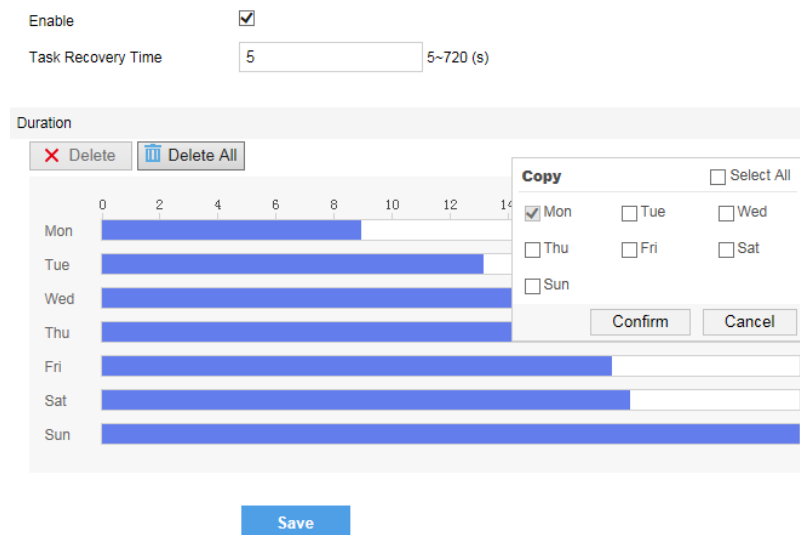 Enable
Task Recovery Time 5 5~720 (s)
Duration
Delete Delete All
Copy Select All
0 2 4 6 8 10 12 14
Mon Tue Wed
Thu Fri Sat
Sun
Confirm Cancel
Mon
Tue
Wed
Thu
Fri
Sat
Sun
Save